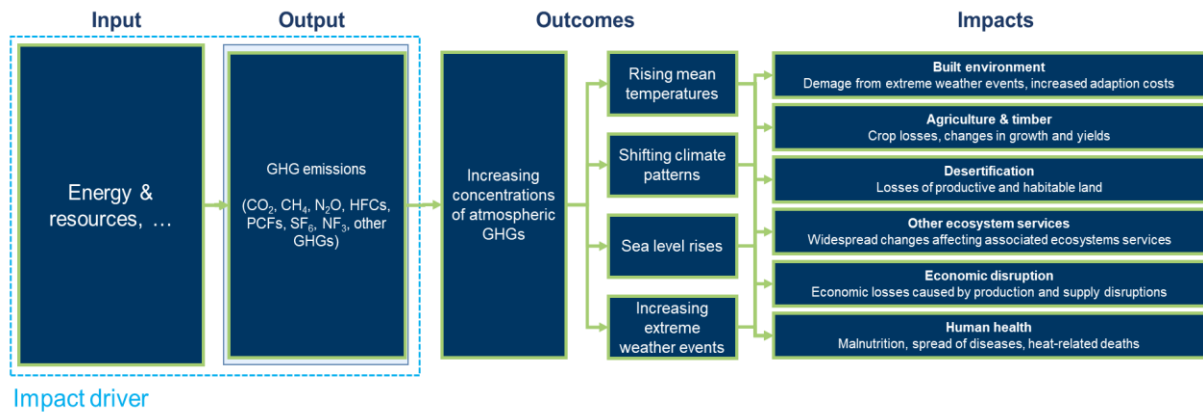 Input
Output
Outcomes
Impacts
Energy &
resources, …
GHG emissions
(CO₂, CH₄, N₂O, HFCs,
PCFs, SF₆, NF₃, other
GHGs)
Increasing
concentrations
of atmospheric
GHGs
Rising mean
temperatures
Shifting climate
patterns
Sea level rises
Increasing
extreme
weather events
Built environment
Damage from extreme weather events, increased adaption costs
Agriculture & timber
Crop losses, changes in growth and yields
Desertification
Losses of productive and habitable land
Other ecosystem services
Widespread changes affecting associated ecosystems services
Economic disruption
Economic losses caused by production and supply disruptions
Human health
Malnutrition, spread of diseases, heat-related deaths
Impact driver